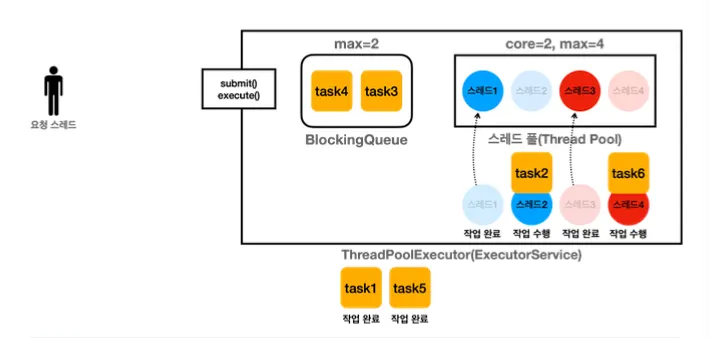 max=2
core=2, max=4
submit()
execute()
task4
task3
스레드1
스레드2
스레드3
스레드4
요청 스레드
BlockingQueue
스레드 풀(Thread Pool)
task2
task6
스레드1
스레드2
스레드3
스레드4
작업 완료
작업 수행
작업 완료
작업 수행
ThreadPoolExecutor(ExecutorService)
task1
task5
작업 완료
작업 완료